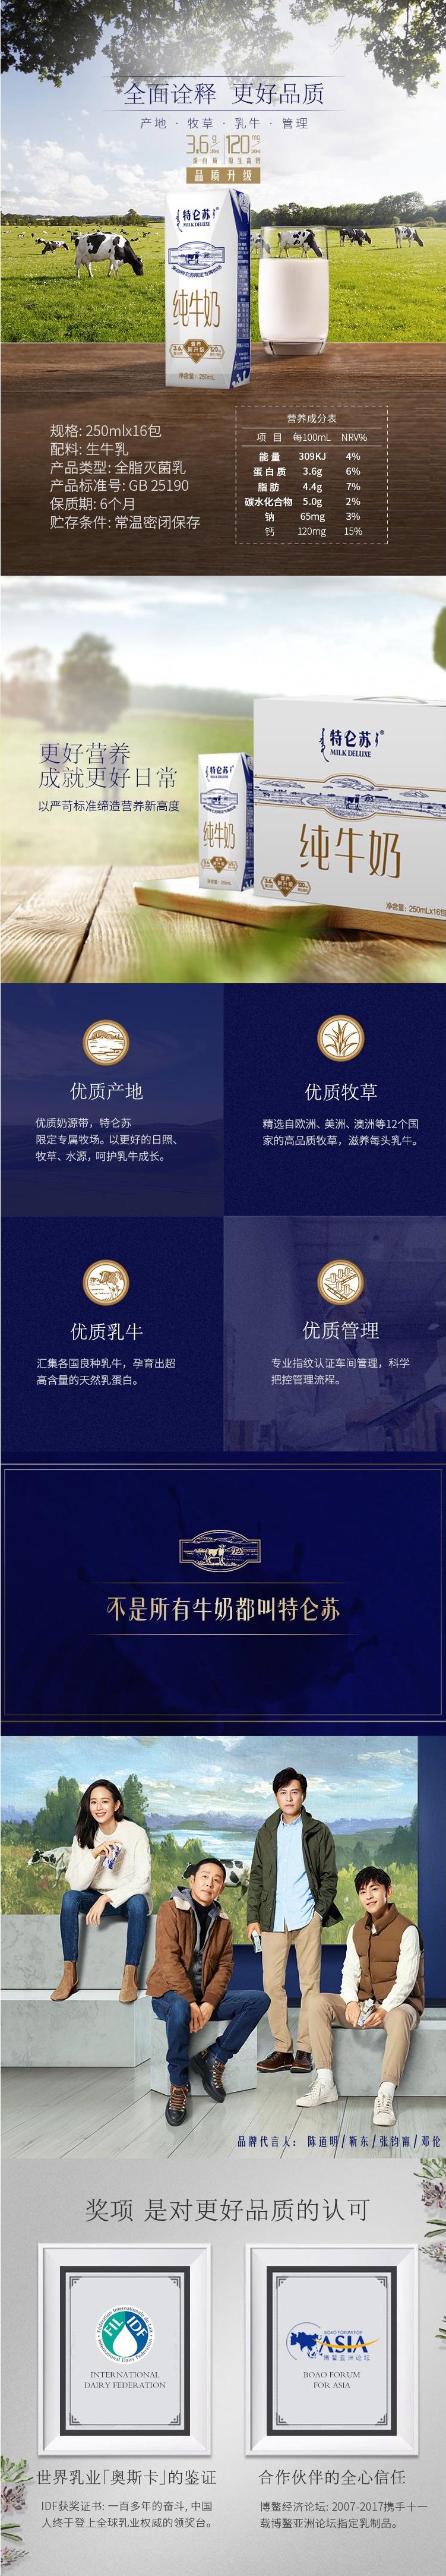 全面诠释 更好品质
产地 · 牧草 · 乳牛 · 管理
3.6g 120mg
蛋白质 原生高钙
品质升级
特仑苏
MILK DELUXE
纯牛奶
净含量：250mL
规格: 250mlx16包
配料: 生牛乳
产品类型: 全脂灭菌乳
产品标准号: GB 25190
保质期: 6个月
贮存条件: 常温密闭保存
营养成分表
项 目 每100mL NRV%
能 量 309KJ 4%
蛋 白 质 3.6g 6%
脂 肪 4.4g 7%
碳水化合物 5.0g 2%
钠 65mg 3%
钙 120mg 15%
更好营养
成就更好日常
以严苛标准缔造营养新高度
特仑苏
MILK DELUXE
纯牛奶
特仑苏®
MILK DELUXE
纯牛奶
净含量：250mLx16包
优质产地
优质奶源带，特仑苏
限定专属牧场。以更好的日照、
牧草、水源，呵护乳牛成长。
优质牧草
精选自欧洲、美洲、澳洲等12个国
家的高品质牧草，滋养每头乳牛。
优质乳牛
汇集各国良种乳牛，孕育出超
高含量的天然乳蛋白。
优质管理
专业指纹认证车间管理，科学
把控管理流程。
不是所有牛奶都叫特仑苏
品牌代言人： 陈道明/靳东/张钧甯/邓伦
奖项 是对更好品质的认可
FIL IDF
INTERNATIONAL
DAIRY FEDERATION
BOAO FORUM FOR
ASIA
博鳌亚洲论坛
BOAO FORUM
FOR ASIA
世界乳业「奥斯卡」的鉴证
IDF获奖证书: 一百多年的奋斗, 中国
人终于登上全球乳业权威的领奖台。
合作伙伴的全心信任
博鳌经济论坛: 2007-2017携手十一
载博鳌亚洲论坛指定乳制品。